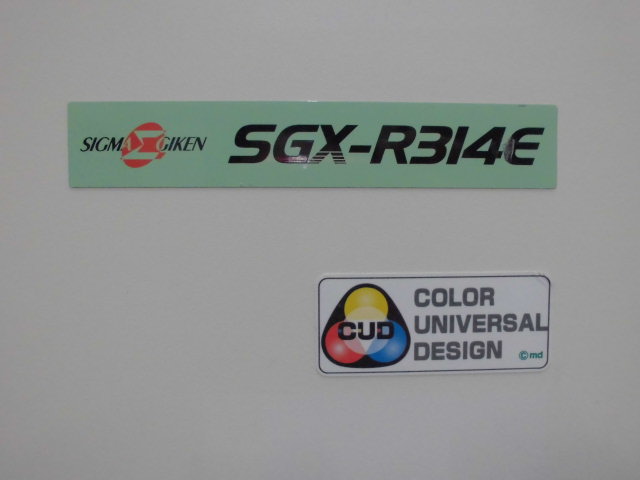 SIGMA Σ GIKEN SGX-R314E
CUD
COLOR
UNIVERSAL
DESIGN ©md